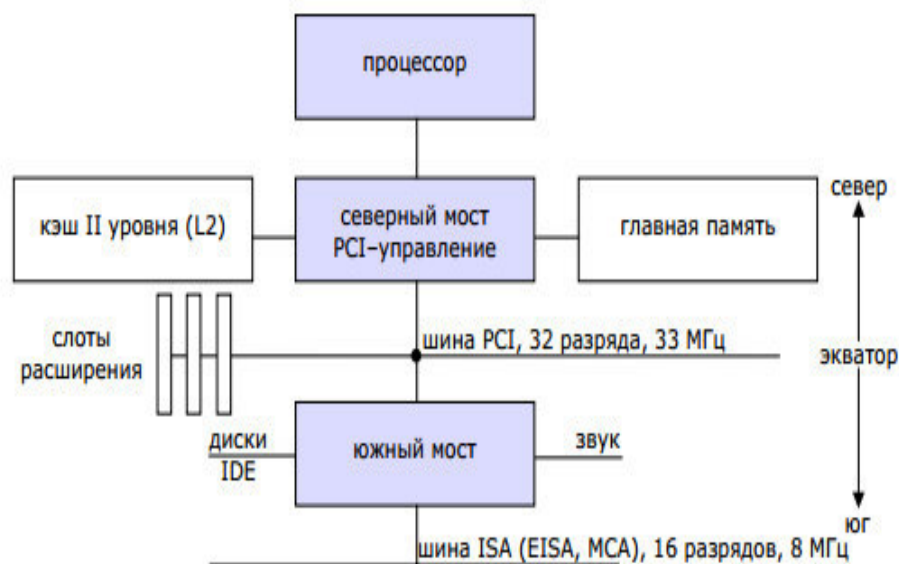 процессор
север
кэш II уровня (L2)
северный мост
PCI–управление
главная память
слоты
расширения
шина PCI, 32 разряда, 33 МГц
экватор
диски
IDE
южный мост
звук
юг
шина ISA (EISA, MCA), 16 разрядов, 8 МГц